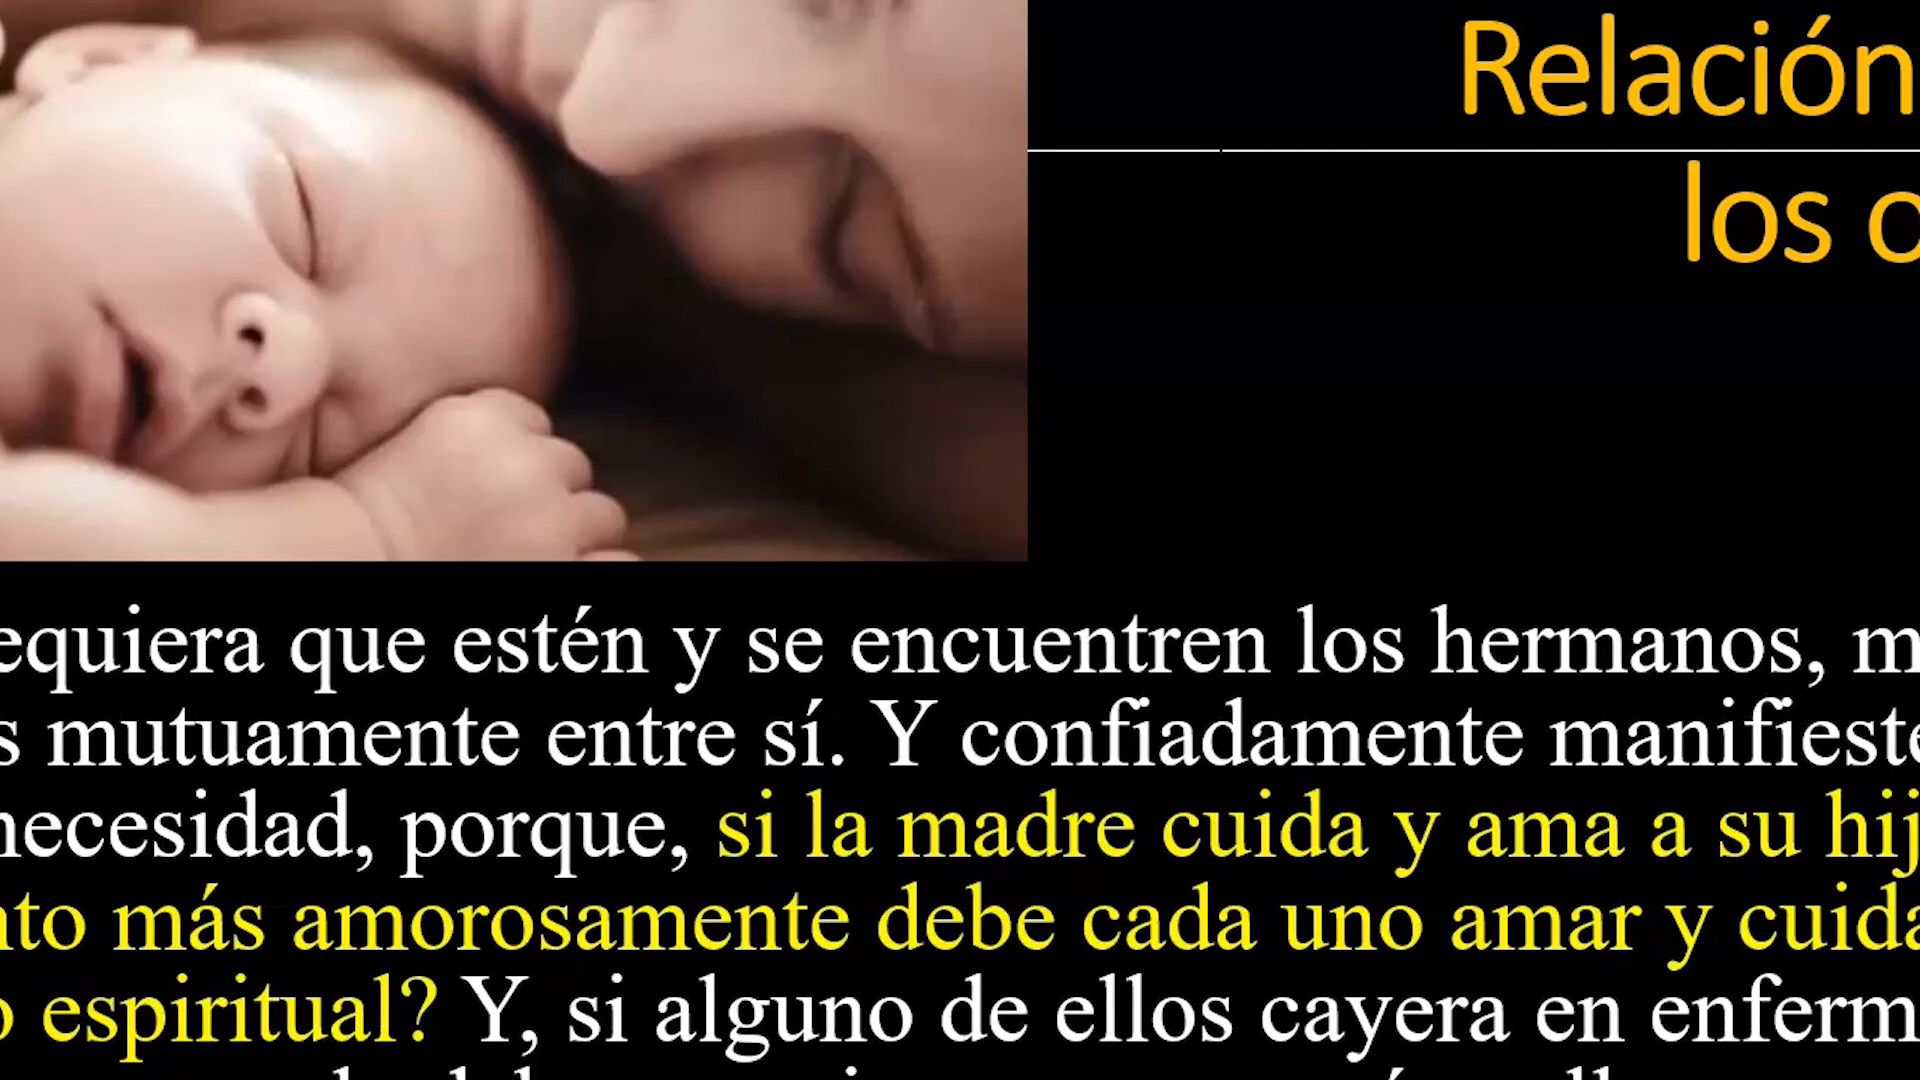 Relación
los
equiera que estén y se encuentren los hermanos, m
s mutuamente entre sí. Y confiadamente manifieste
necesidad, porque, si la madre cuida y ama a su hij
nto más amorosamente debe cada uno amar y cuida
o espiritual? Y, si alguno de ellos cayera en enferm